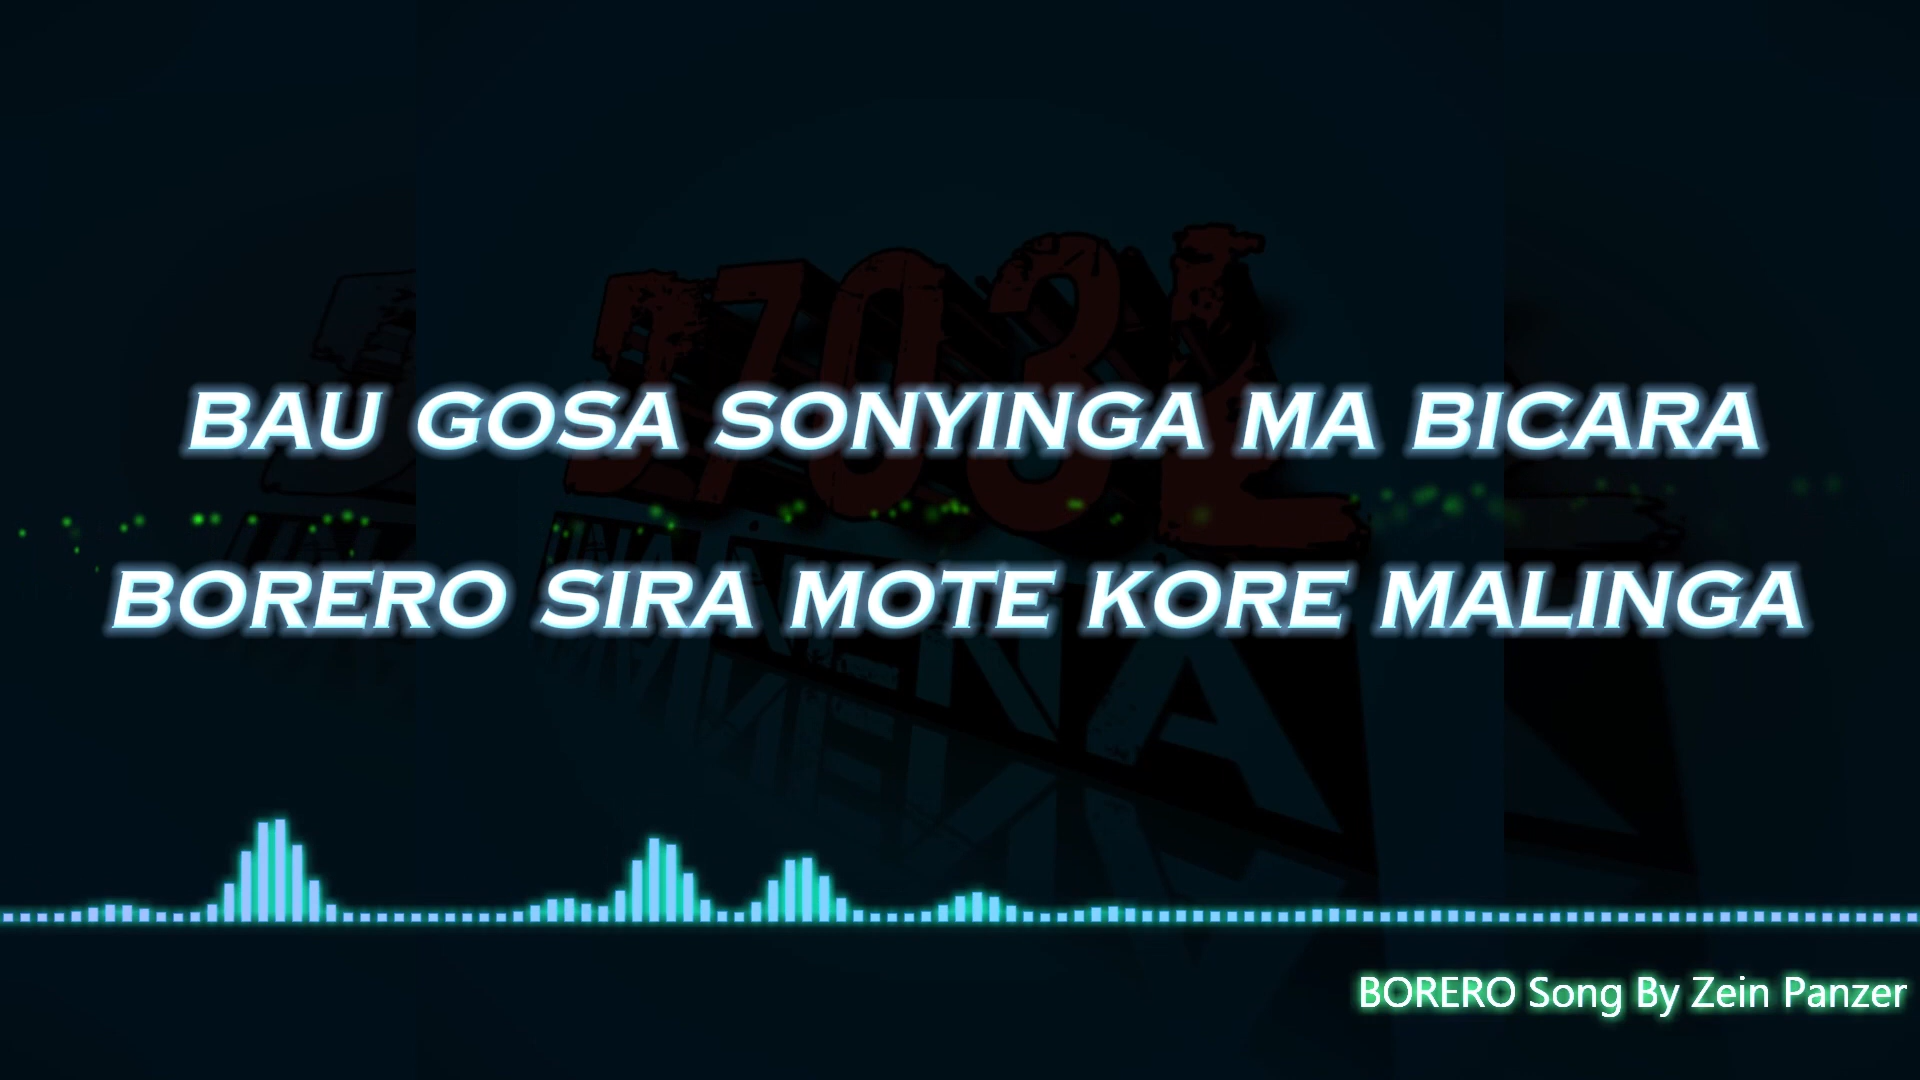 BAU GOSA SONYINGA MA BICARA
BORERO SIRA MOTE KORE MALINGA
BORERO Song By Zein Panzer